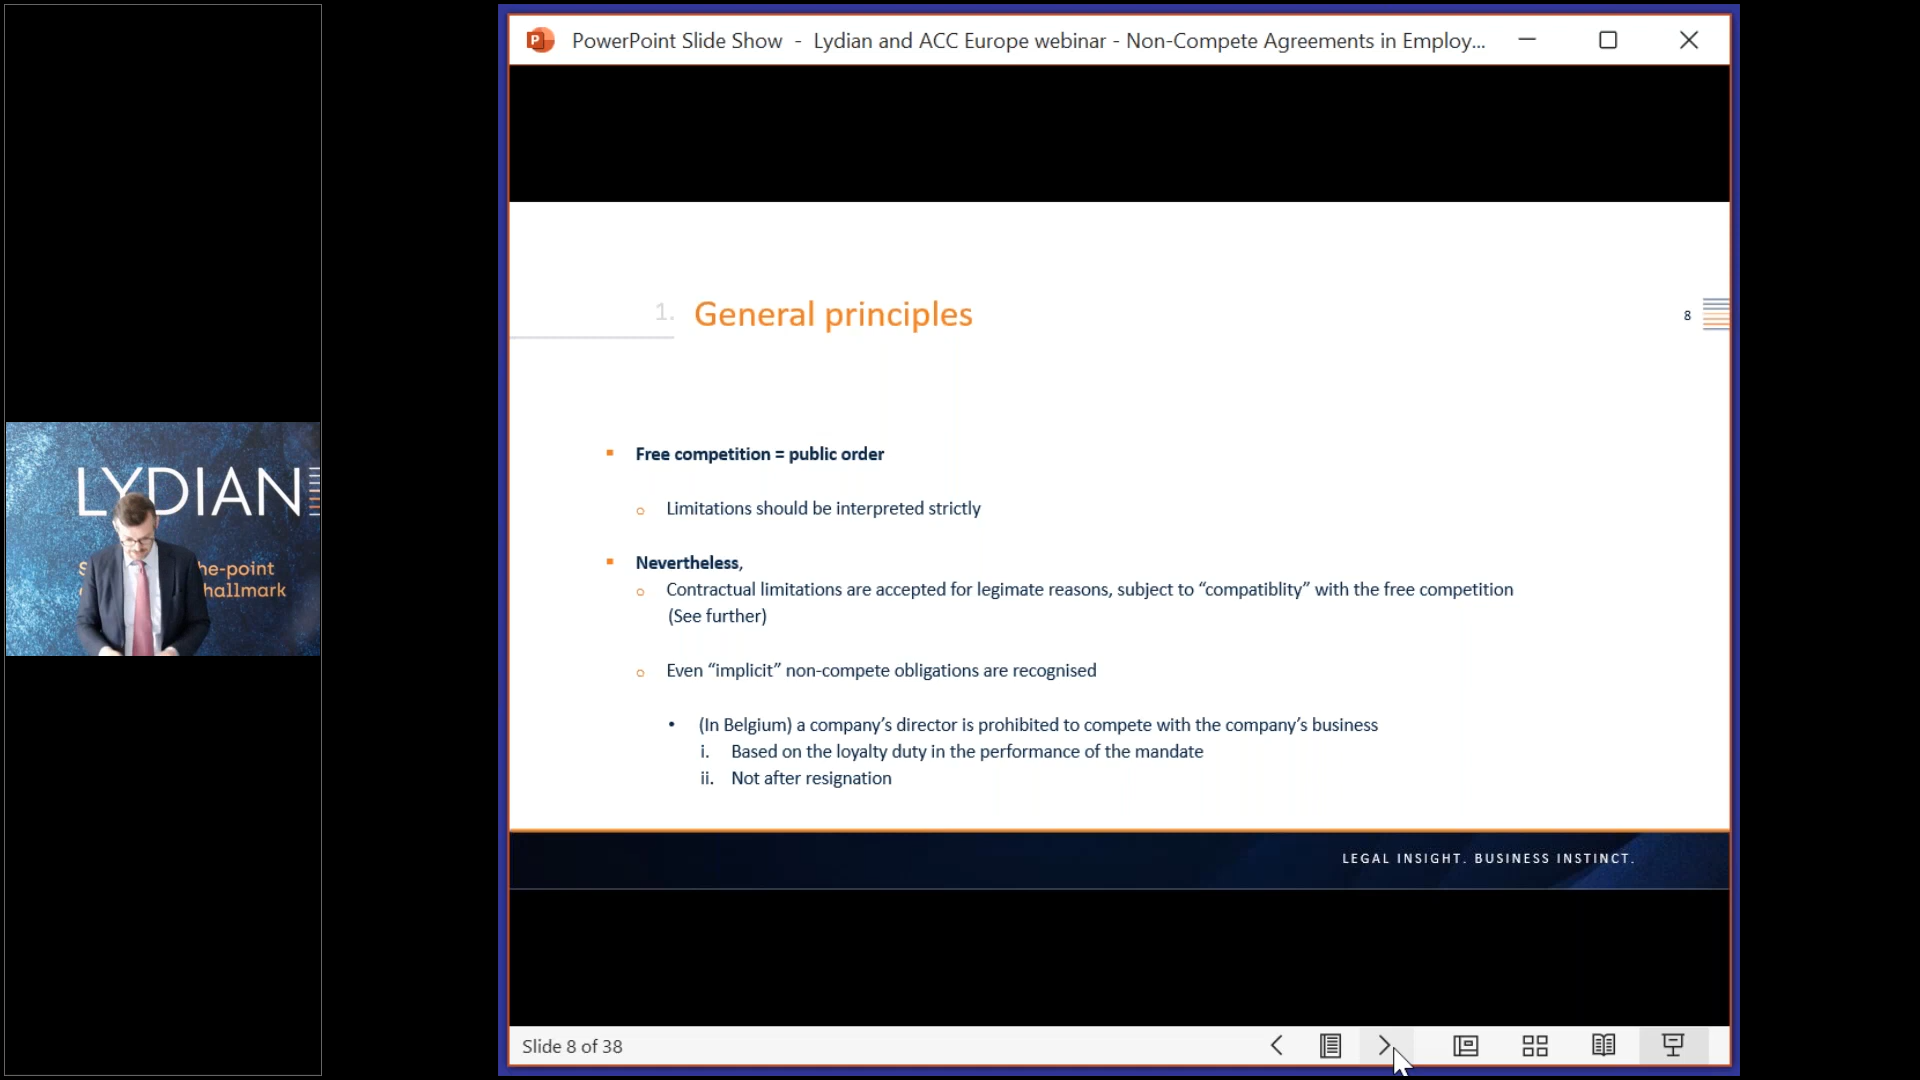 PowerPoint Slide Show - Lydian and ACC Europe webinar - Non-Compete Agreements in Employ...
1. General principles
8
▪ Free competition = public order
o Limitations should be interpreted strictly
▪ Nevertheless,
o Contractual limitations are accepted for legimate reasons, subject to “compatiblity” with the free competition
(See further)
o Even “implicit” non-compete obligations are recognised
• (In Belgium) a company’s director is prohibited to compete with the company’s business
i. Based on the loyalty duty in the performance of the mandate
ii. Not after resignation
LEGAL INSIGHT. BUSINESS INSTINCT.
Slide 8 of 38
LYDIAN
he-point
hallmark